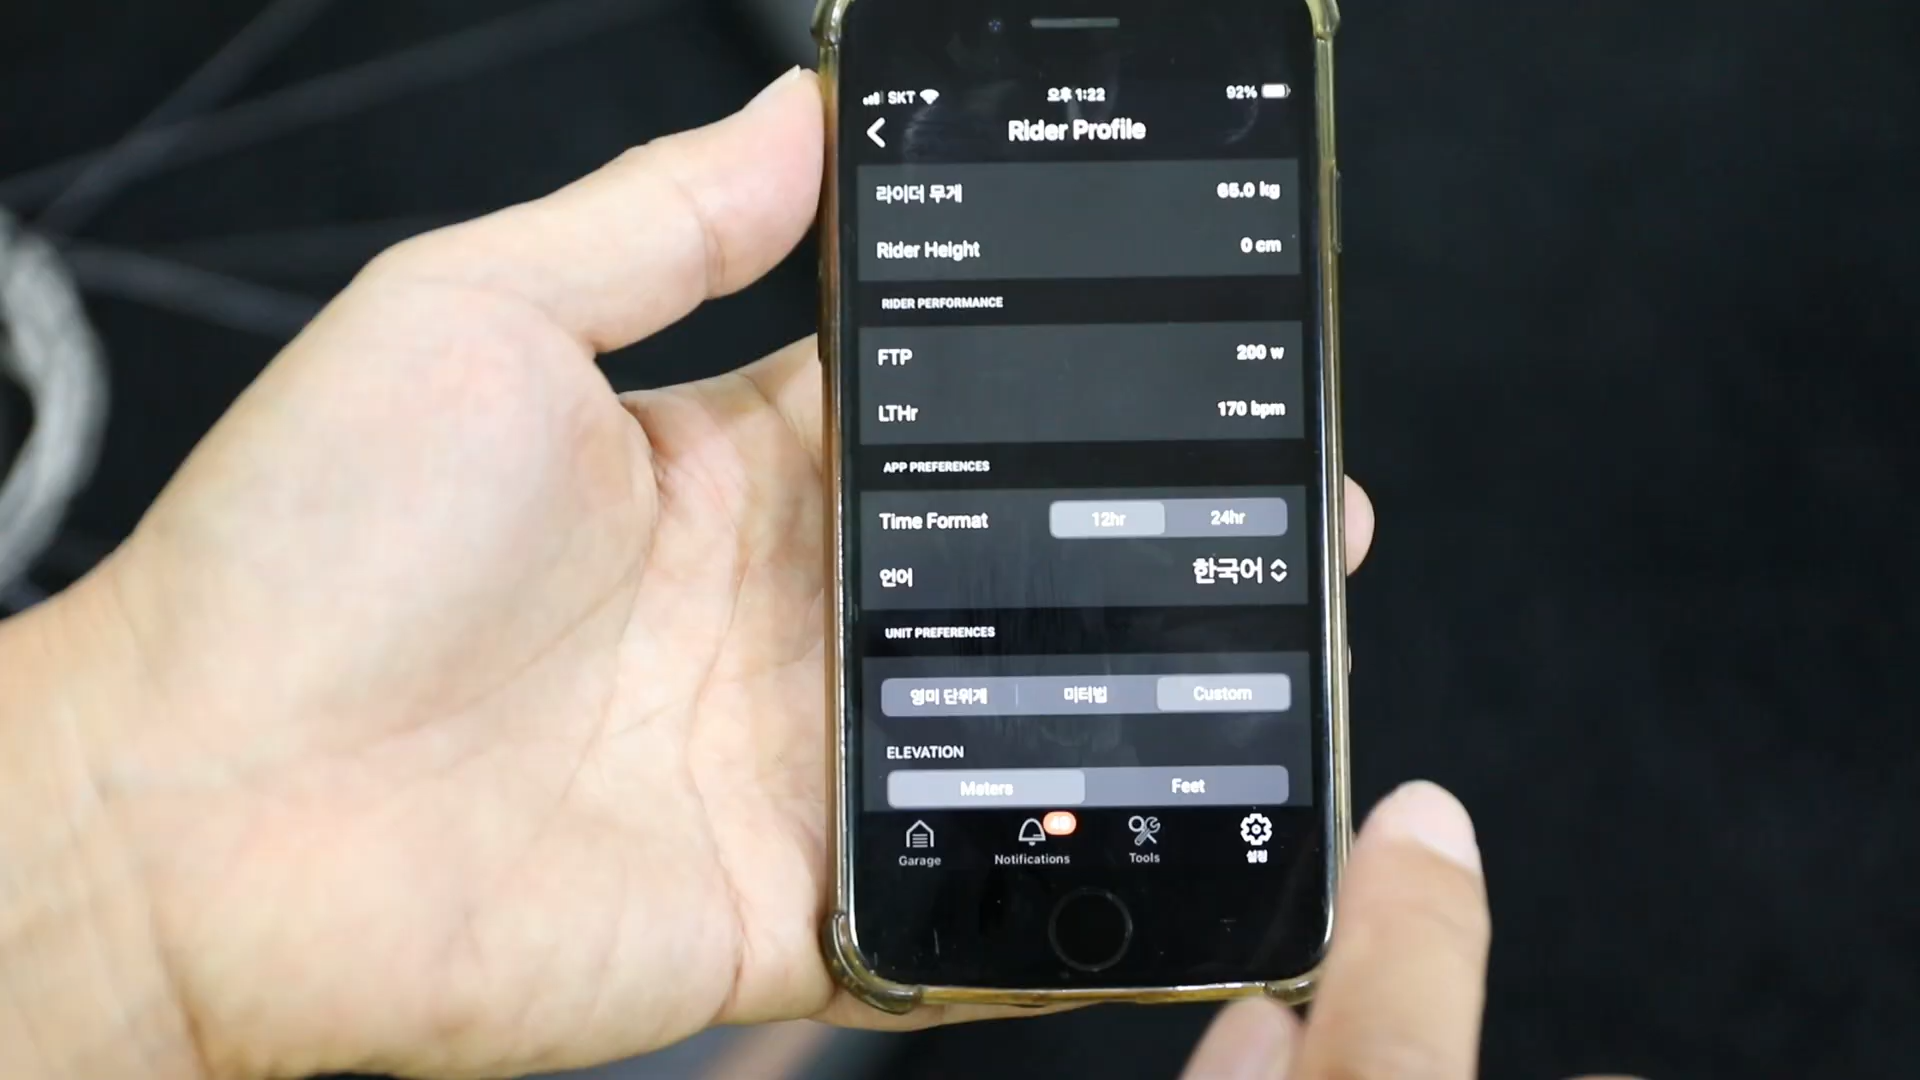 SKT 오후 1:22 92%
Rider Profile
라이더 무게 65.0 kg
Rider Height 0 cm
RIDER PERFORMANCE
FTP 200 w
LTHr 170 bpm
APP PREFERENCES
Time Format 12hr 24hr
언어 한국어
UNIT PREFERENCES
영미 단위계 미터법 Custom
ELEVATION
Meters Feet
Garage Notifications Tools 설정